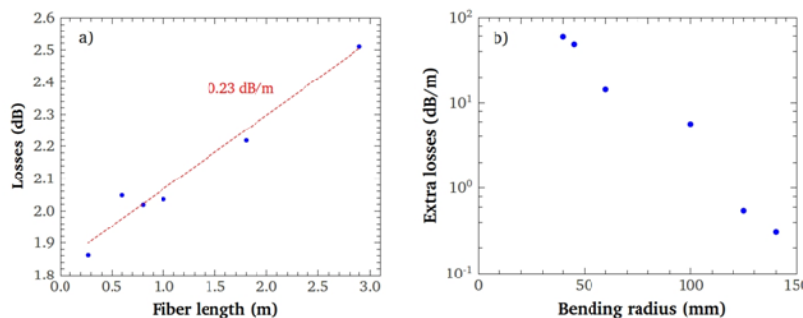 a)
0.23 dB/m
Losses (dB)
2.6
2.5
2.4
2.3
2.2
2.1
2.0
1.9
1.8
0.0 0.5 1.0 1.5 2.0 2.5 3.0
Fiber length (m)
b)
Extra losses (dB/m)
10²
10¹
10⁰
10⁻¹
0 50 100 150
Bending radius (mm)